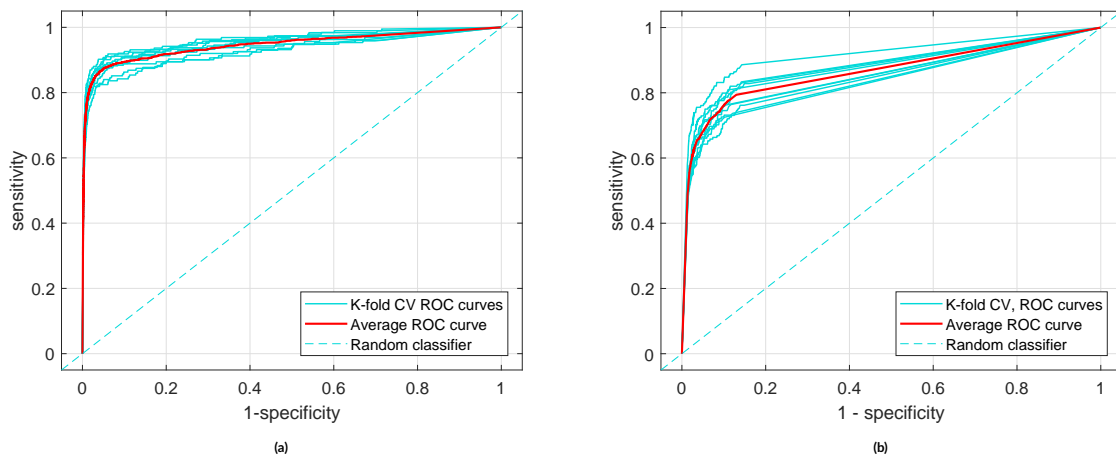 1
0.8
0.6
0.4
0.2
0
sensitivity
K-fold CV ROC curves
Average ROC curve
Random classifier
0 0.2 0.4 0.6 0.8 1
1-specificity
(a)
1
0.8
0.6
0.4
0.2
0
sensitivity
K-fold CV, ROC curves
Average ROC curve
Random classifier
0 0.2 0.4 0.6 0.8 1
1 - specificity
(b)